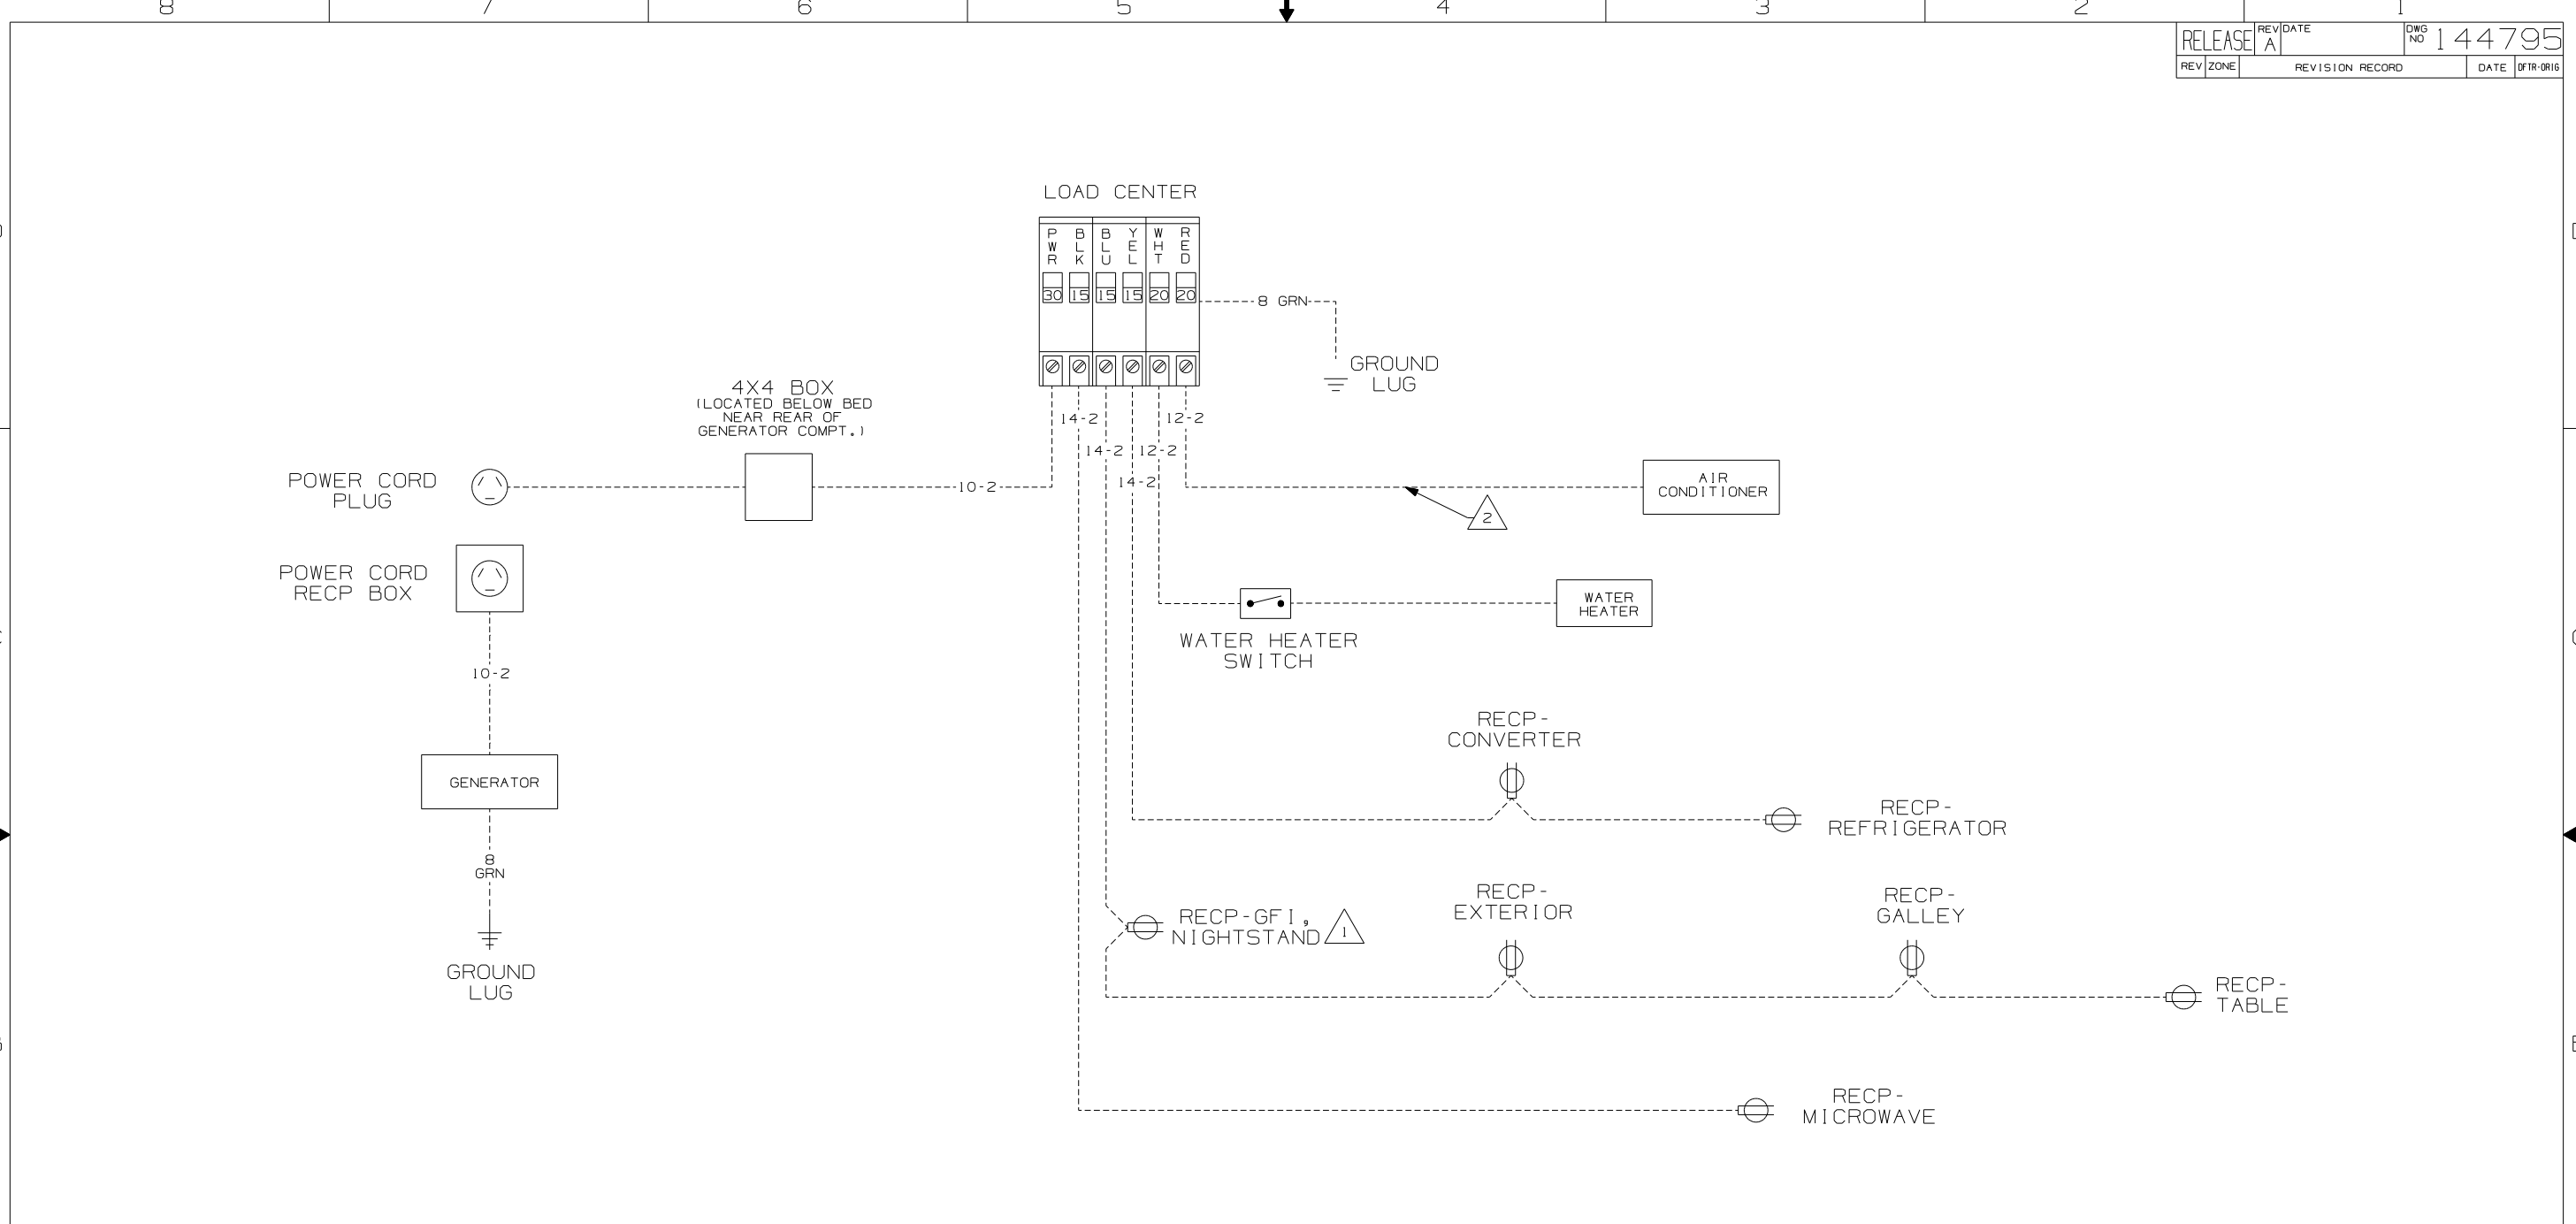 8 7 6 5 4 3 2 1
RELEASE REV A DATE DWG NO 144795
REV ZONE REVISION RECORD DATE DFTR-ORIG
LOAD CENTER
PWR BLK BLU YEL WHT RED
30 15 15 15 20 20
8 GRN
GROUND
LUG
4X4 BOX
(LOCATED BELOW BED
NEAR REAR OF
GENERATOR COMPT.)
14-2 12-2
14-2 12-2
14-2
POWER CORD
PLUG
10-2
AIR
CONDITIONER
2
POWER CORD
RECP BOX
WATER
HEATER
WATER HEATER
SWITCH
10-2
RECP-
CONVERTER
GENERATOR
RECP-
REFRIGERATOR
8
GRN
RECP-GFI,
NIGHTSTAND 1
RECP-
EXTERIOR
RECP-
GALLEY
GROUND
LUG
RECP-
TABLE
RECP-
MICROWAVE